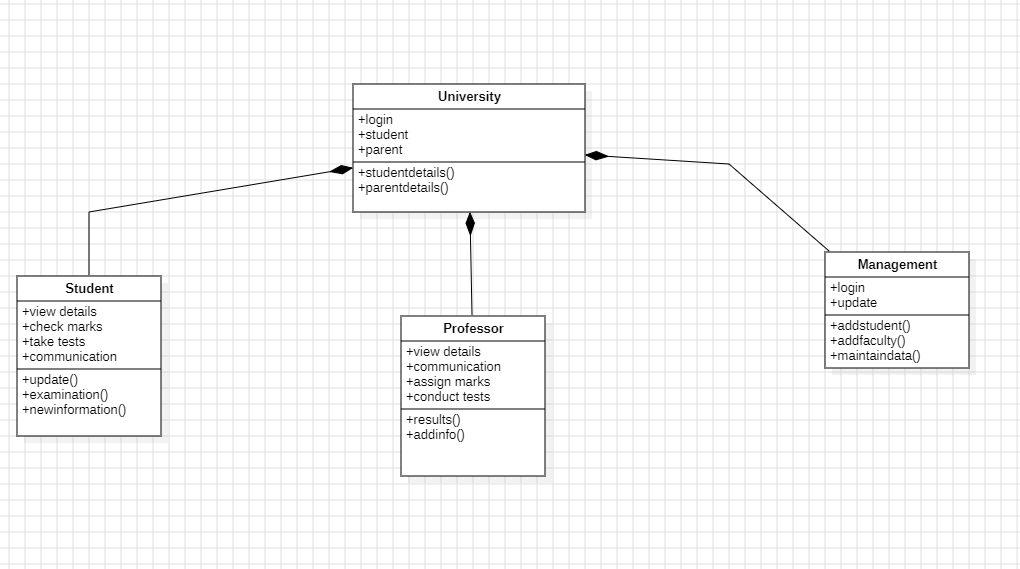 University
+login
+student
+parent
+studentdetails()
+parentdetails()
Student
+view details
+check marks
+take tests
+communication
+update()
+examination()
+newinformation()
Professor
+view details
+communication
+assign marks
+conduct tests
+results()
+addinfo()
Management
+login
+update
+addstudent()
+addfaculty()
+maintaindata()